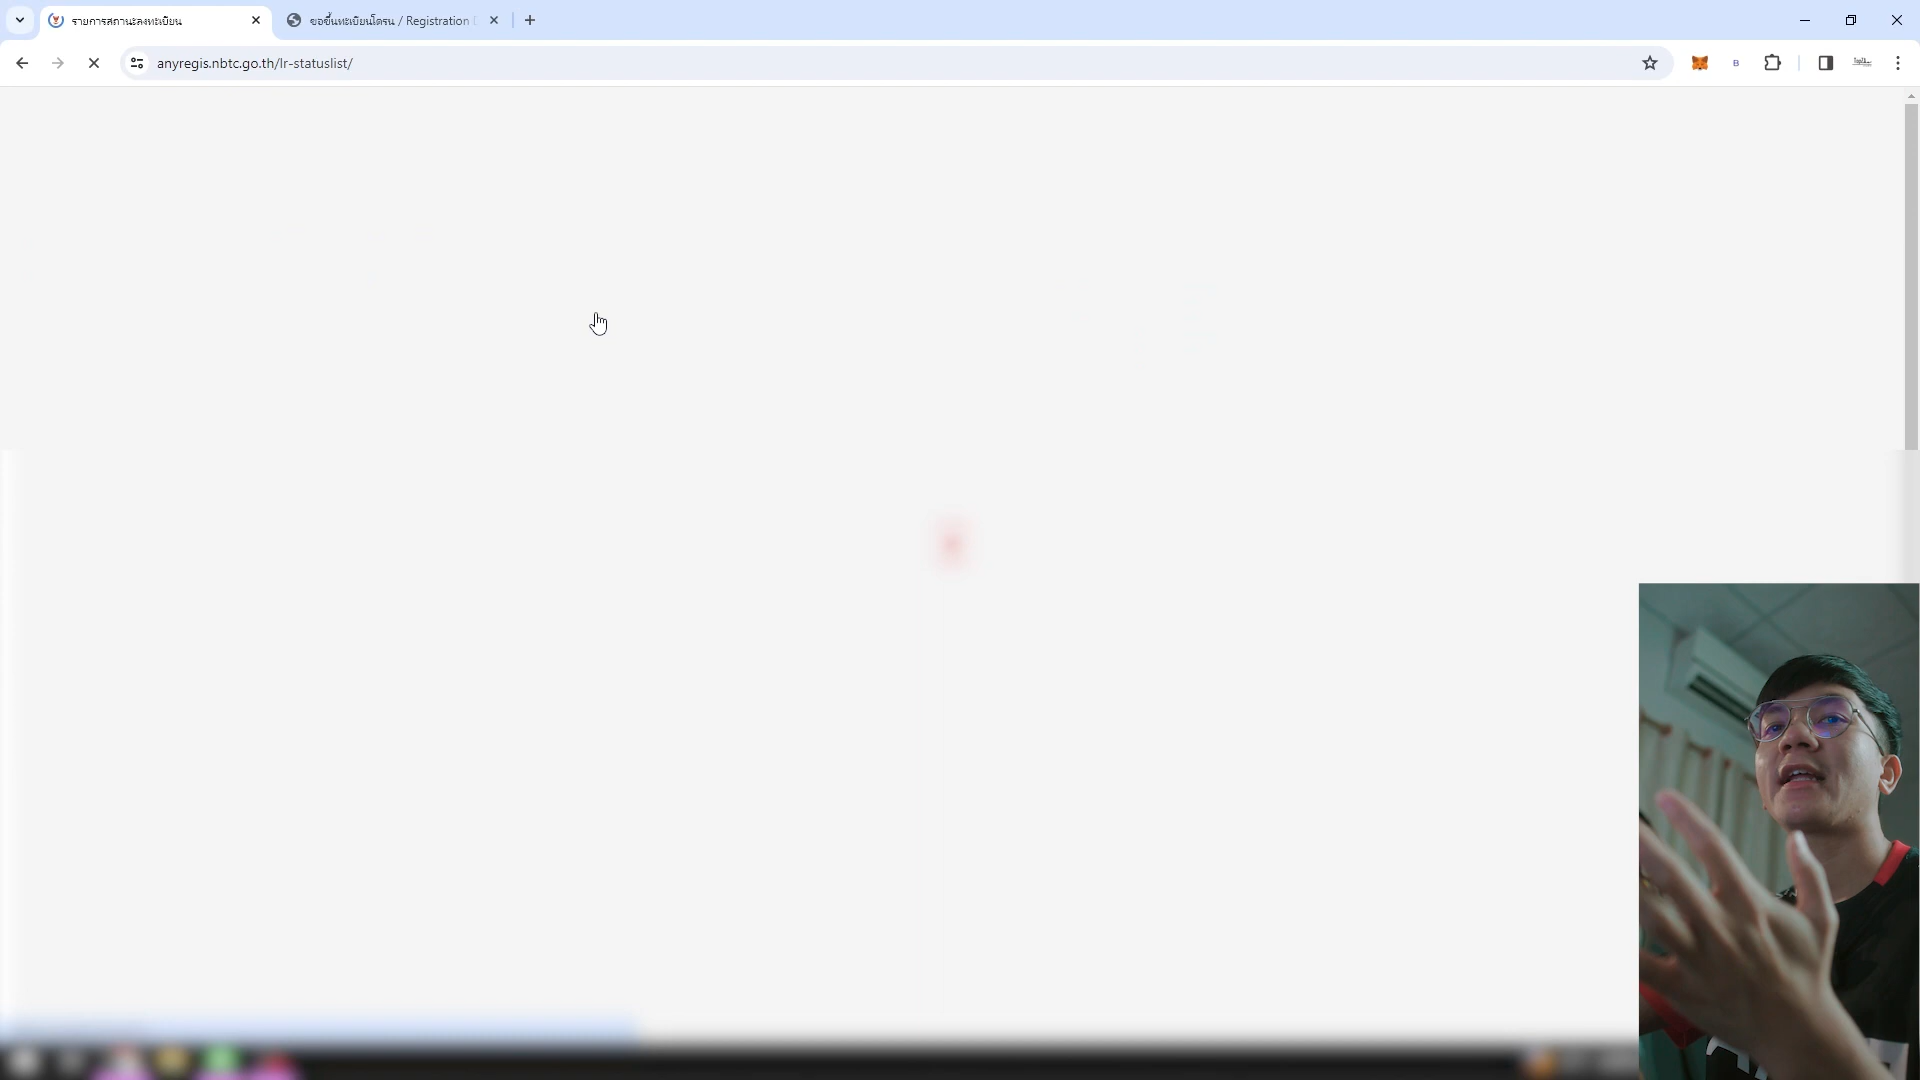 รายการสถานะลงทะเบียน
ขอขึ้นทะเบียนโดรน / Registration
anyregis.nbtc.go.th/lr-statuslist/
B